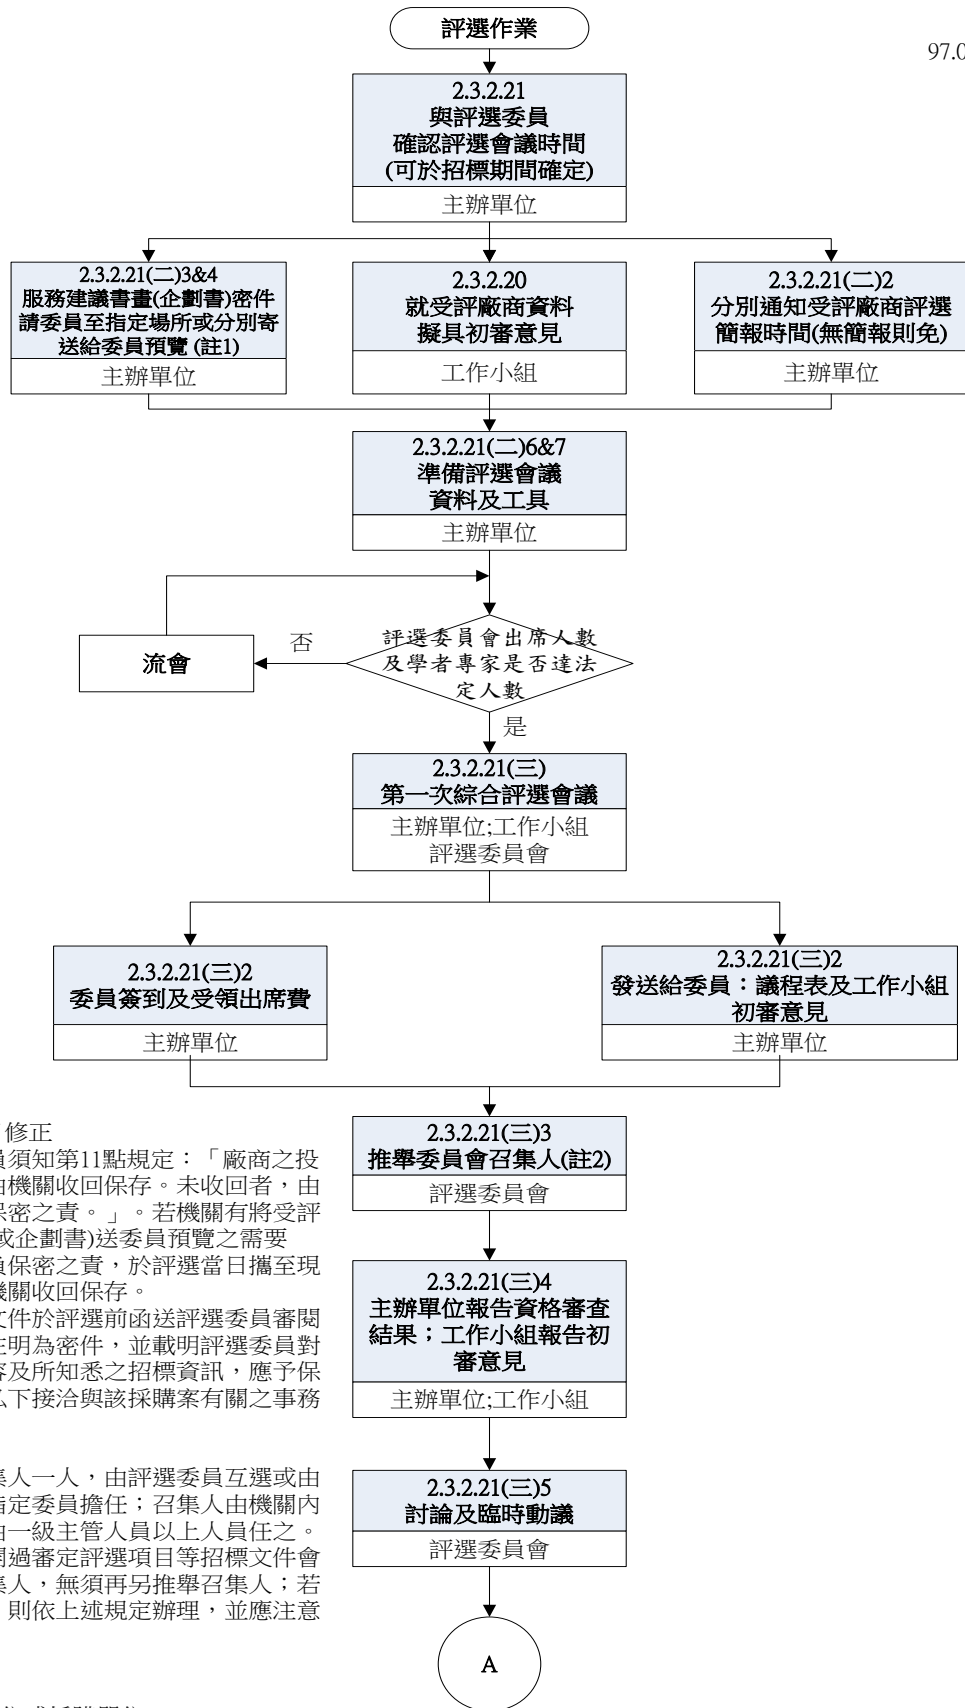 評選作業
97.0
2.3.2.21
與評選委員
確認評選會議時間
(可於招標期間確定)
主辦單位
2.3.2.21(二)3&4
服務建議書畫(企劃書)密件
請委員至指定場所或分別寄
送給委員預覽 (註1)
主辦單位
2.3.2.20
就受評廠商資料
擬具初審意見
工作小組
2.3.2.21(二)2
分別通知受評廠商評選
簡報時間(無簡報則免)
主辦單位
2.3.2.21(二)6&7
準備評選會議
資料及工具
主辦單位
評選委員會出席人數
及學者專家是否達法
定人數
否
流會
是
2.3.2.21(三)
第一次綜合評選會議
主辦單位;工作小組
評選委員會
2.3.2.21(三)2
委員簽到及受領出席費
主辦單位
2.3.2.21(三)2
發送給委員：議程表及工作小組
初審意見
主辦單位
2.3.2.21(三)3
推舉委員會召集人(註2)
評選委員會
2.3.2.21(三)4
主辦單位報告資格審查
結果；工作小組報告初
審意見
主辦單位;工作小組
2.3.2.21(三)5
討論及臨時動議
評選委員會
A
修正
員須知第11點規定：「廠商之投
由機關收回保存。未收回者，由
保密之責。」。若機關有將受評
或企劃書)送委員預覽之需要
負保密之責，於評選當日攜至現
機關收回保存。
文件於評選前函送評選委員審閱
註明為密件，並載明評選委員對
容及所知悉之招標資訊，應予保
私下接洽與該採購案有關之事務
集人一人，由評選委員互選或由
指定委員擔任；召集人由機關內
由一級主管人員以上人員任之。
開過審定評選項目等招標文件會
集人，無須再另推舉召集人；若
則依上述規定辦理，並應注意